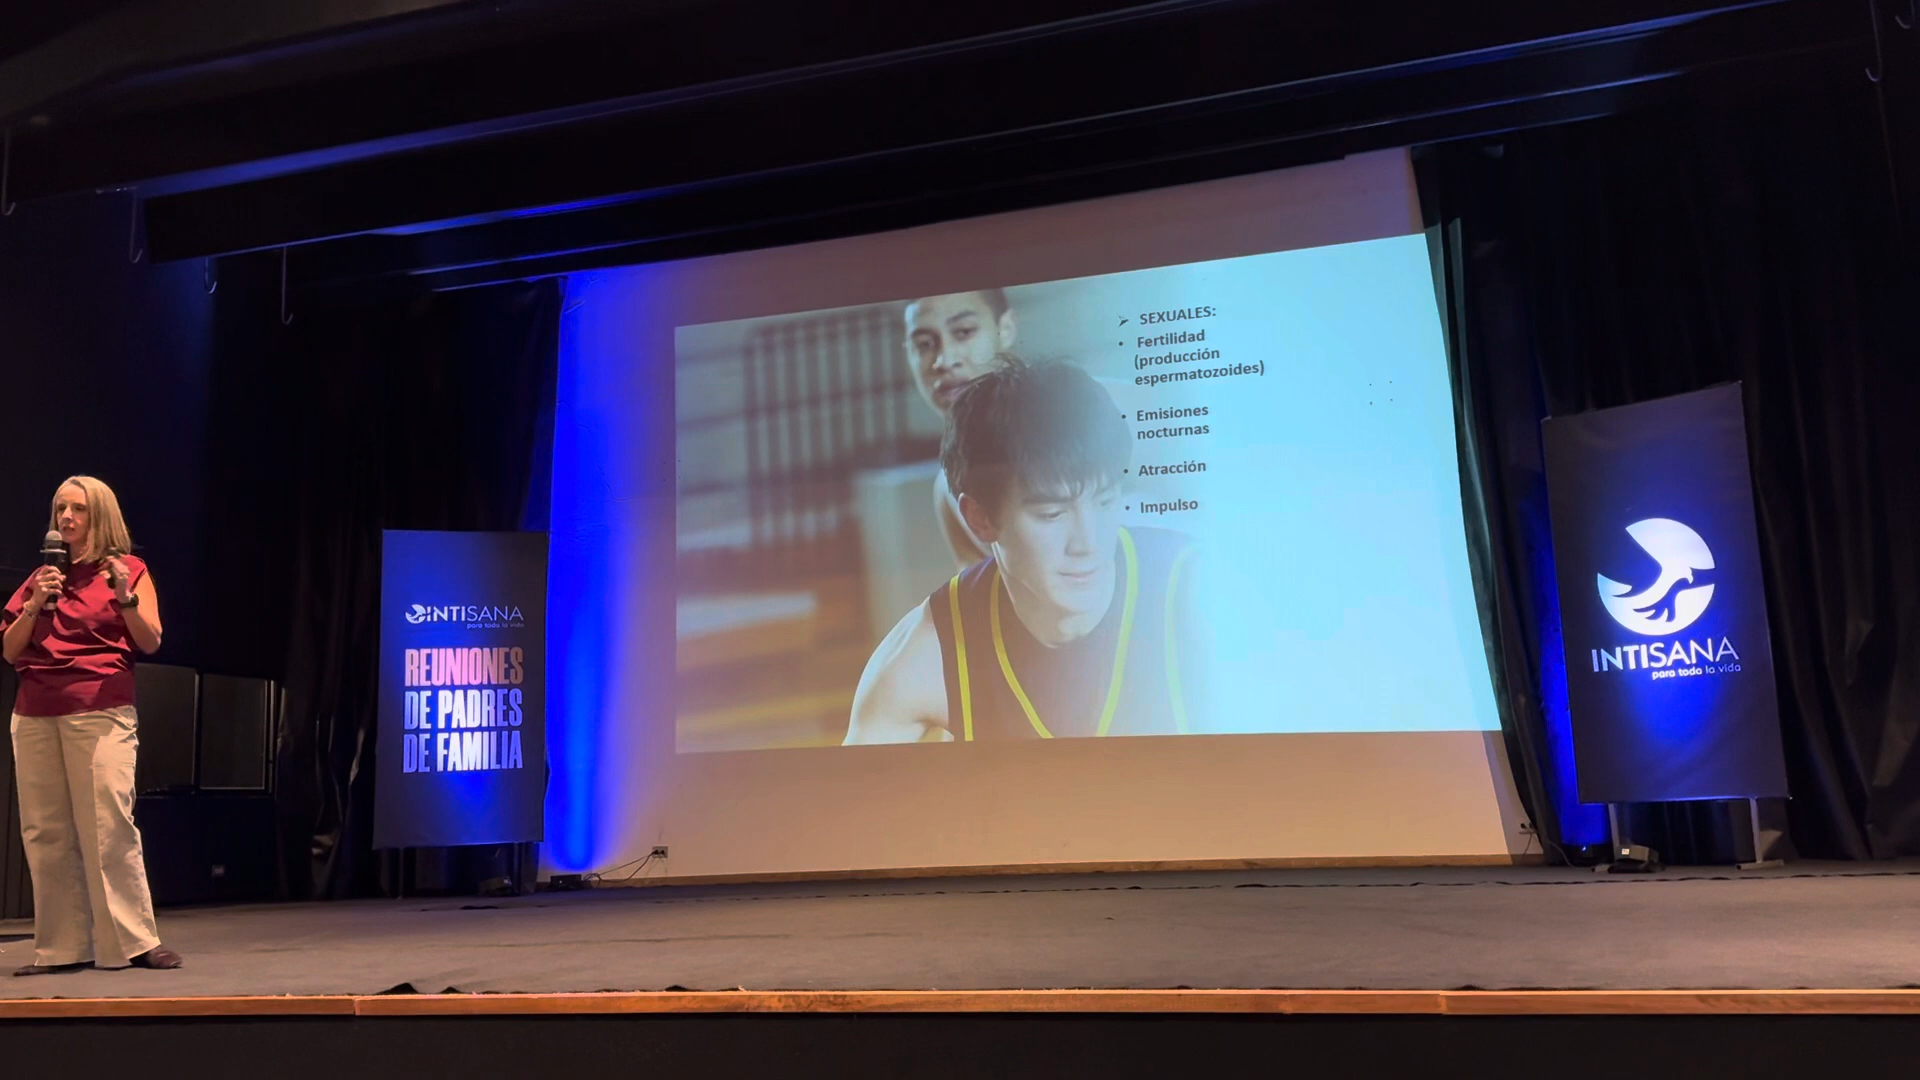 SEXUALES:
Fertilidad
(producción
espermatozoides)
Emisiones
nocturnas
Atracción
Impulso
INTISANA
para toda la vida
REUNIONES
DE PADRES
DE FAMILIA
INTISANA
para toda la vida